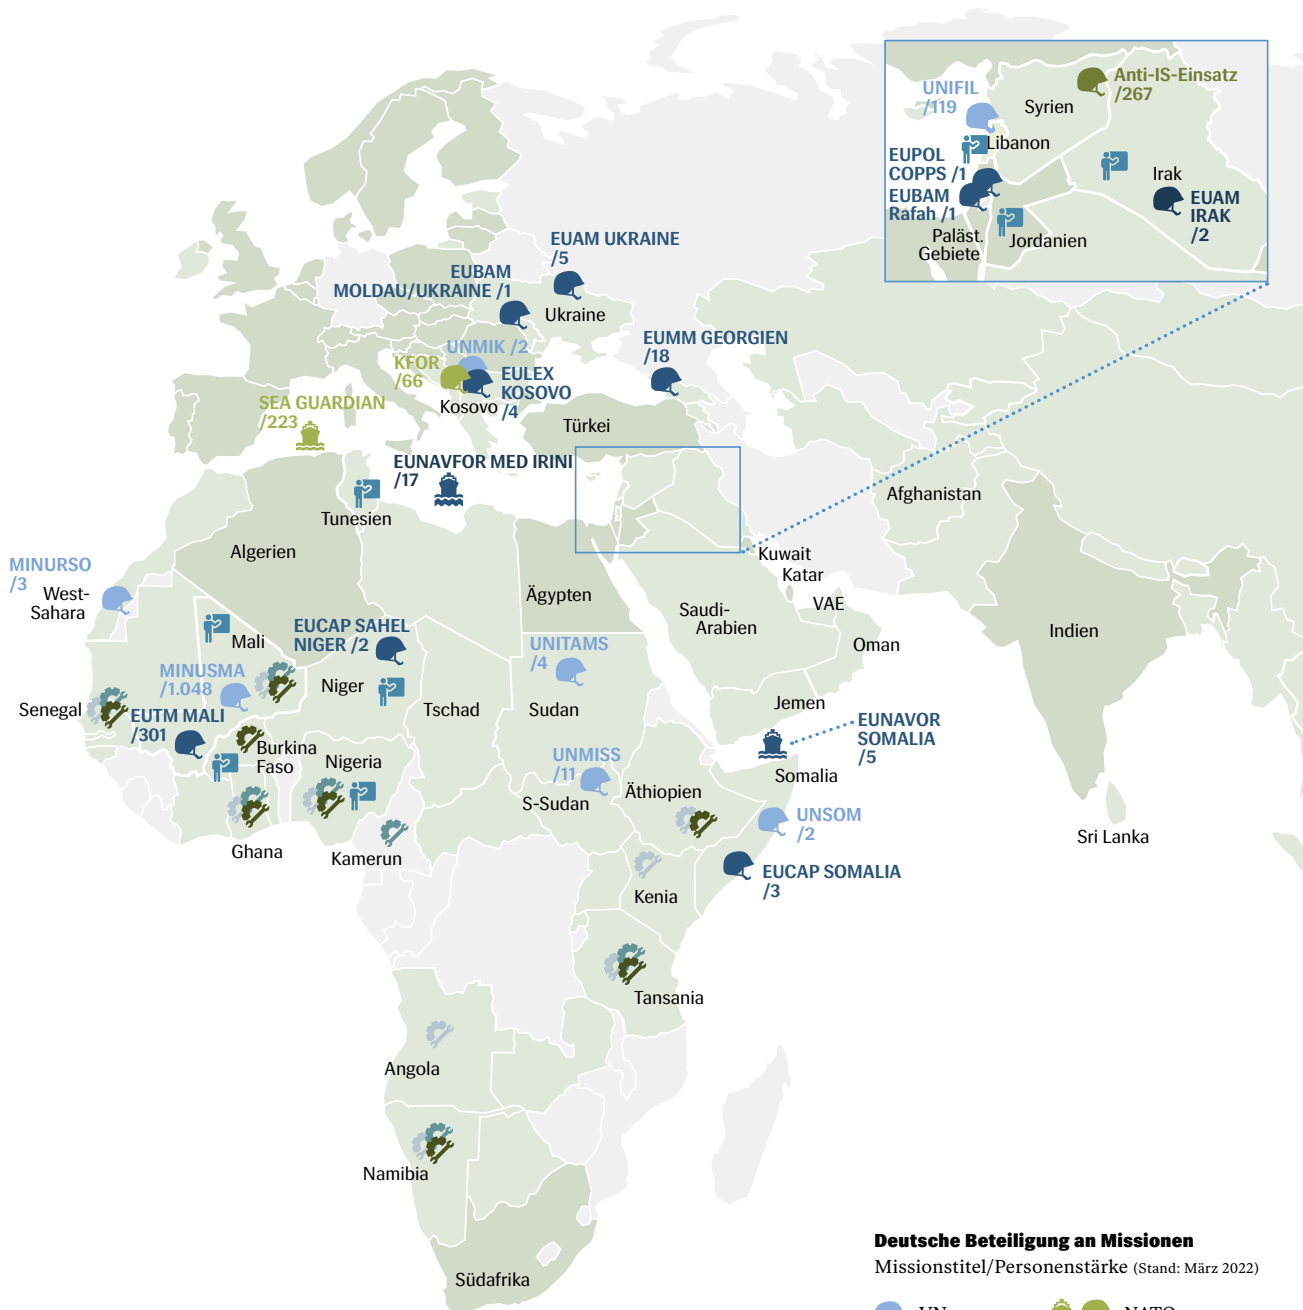 UNIFIL
/119
Anti-IS-Einsatz
/267
Syrien
Libanon
EUPOL
COPPS /1
EUBAM
Rafah /1
Irak
EUAM
IRAK
/2
Paläst.
Gebiete
Jordanien
EUAM UKRAINE
/5
EUBAM
MOLDAU/UKRAINE /1
Ukraine
EUMM GEORGIEN
/18
UNMIK /2
KFOR
/66
EULEX
KOSOVO
/4
Kosovo
SEA GUARDIAN
/223
Türkei
EUNAVFOR MED IRINI
/17
Tunesien
Afghanistan
Algerien
Kuwait
Katar
VAE
MINURSO
/3
West-
Sahara
Ägypten
Saudi-
Arabien
Oman
Indien
Mali
EUCAP SAHEL
NIGER /2
UNITAMS
/4
MINUSMA
/1.048
Niger
Senegal
EUTM MALI
/301
Tschad
Sudan
Jemen
EUNAVOR
SOMALIA
/5
Burkina
Faso
Nigeria
UNMISS
/11
Somalia
S-Sudan
Äthiopien
UNSOM
/2
Sri Lanka
Ghana
Kamerun
EUCAP SOMALIA
/3
Kenia
Tansania
Angola
Namibia
Südafrika
Deutsche Beteiligung an Missionen
Missionstitel/Personenstärke (Stand: März 2022)
VN
NATO